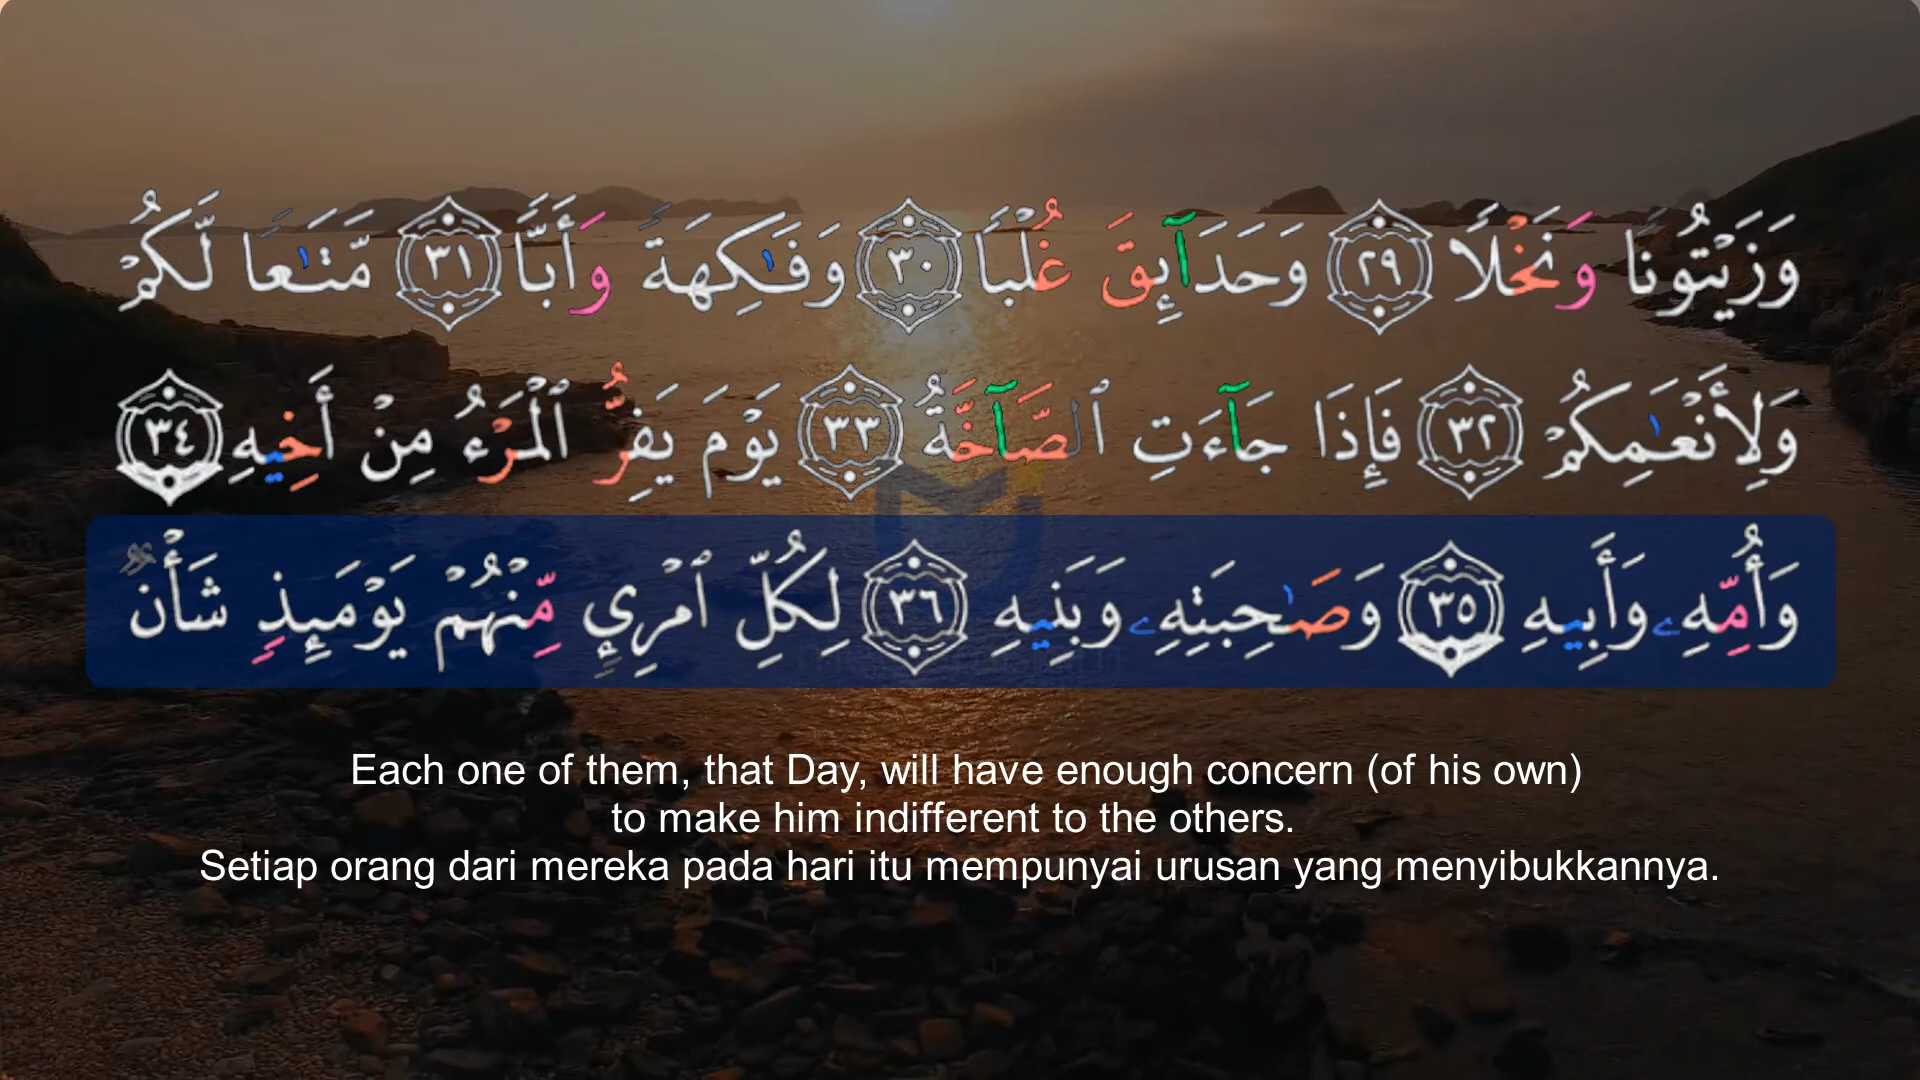 وَزَيْتُونًا وَنَخْلًا ٢٩ وَحَدَآئِقَ غُلْبًا ٣٠ وَفَـٰكِهَةً وَأَبًّا ٣١ مَّتَـٰعًا لَّكُمْ
وَلِأَنْعَـٰمِكُمْ ٣٢ فَإِذَا جَآءَتِ ٱلصَّآخَّةُ ٣٣ يَوْمَ يَفِرُّ ٱلْمَرْءُ مِنْ أَخِيهِ ٣٤
وَأُمِّهِۦ وَأَبِيهِ ٣٥ وَصَـٰحِبَتِهِۦ وَبَنِيهِ ٣٦ لِكُلِّ ٱمْرِئٍ مِّنْهُمْ يَوْمَئِذٍ شَأْنٌ
Each one of them, that Day, will have enough concern (of his own)
to make him indifferent to the others.
Setiap orang dari mereka pada hari itu mempunyai urusan yang menyibukkannya.